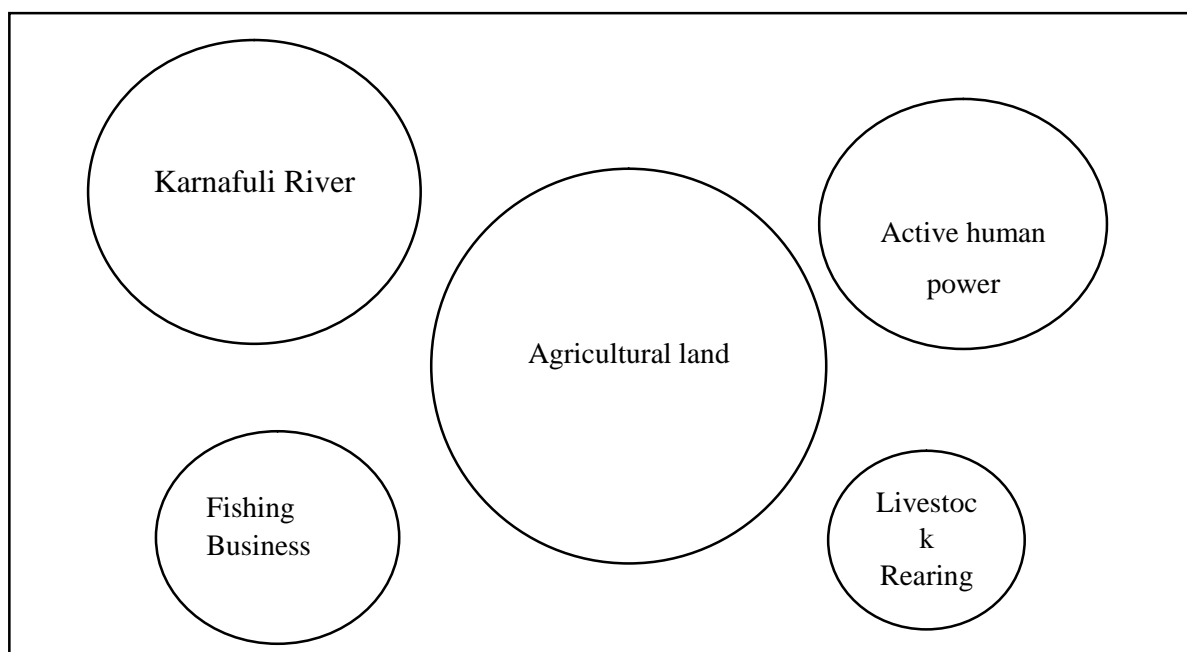 Karnafuli River
Active human
power
Agricultural land
Fishing
Business
Livestoc
k
Rearing